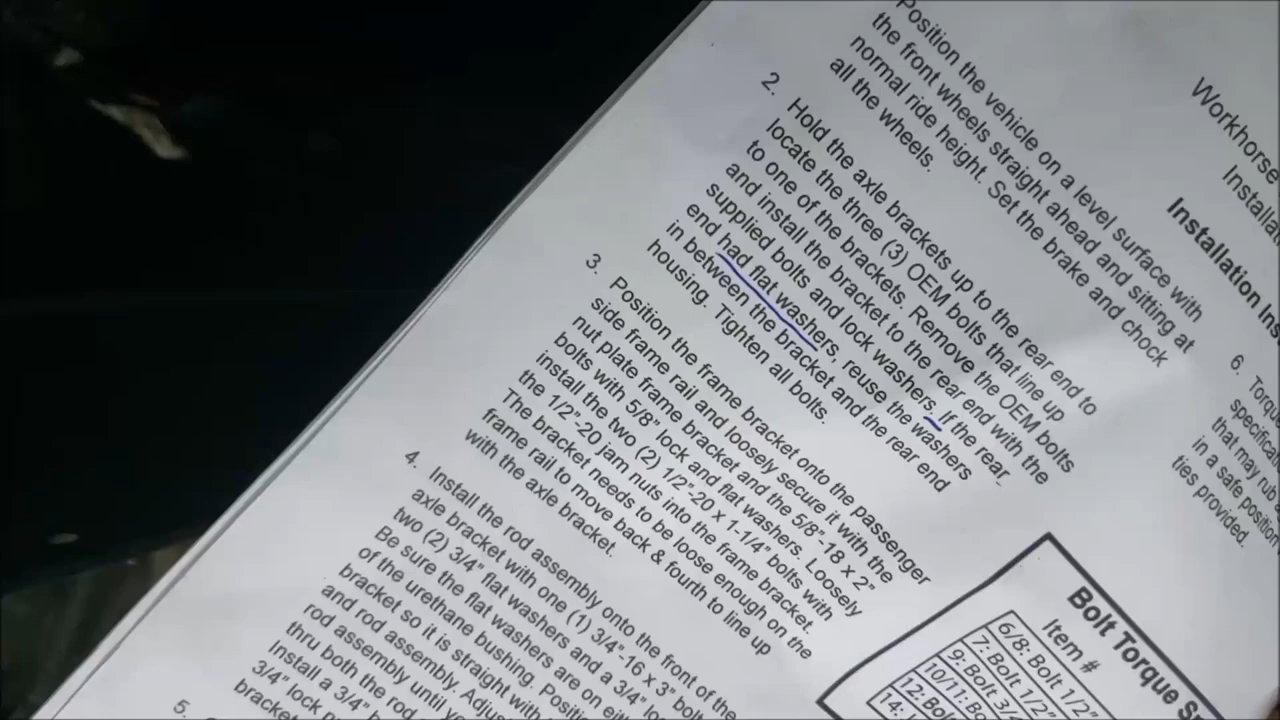 Workhorse
Installation Ins
Position the vehicle on a level surface with
the front wheels straight ahead and sitting at
normal ride height. Set the brake and chock
all the wheels.
2. Hold the axle brackets up to the rear end to
locate the three (3) OEM bolts that line up
to one of the brackets. Remove the OEM bolts
and install the bracket to the rear end with the
supplied bolts and lock washers. If the rear
end had flat washers, reuse the washers
in between the bracket and the rear end
housing. Tighten all bolts.
3. Position the frame bracket onto the passenger
side frame rail and loosely secure it with the
nut plate frame bracket and the 5/8"-18 x 2"
bolts with 5/8" lock and flat washers. Loosely
install the two (2) 1/2"-20 x 1-1/4" bolts with
the 1/2"-20 jam nuts into the frame bracket.
The bracket needs to be loose enough on the
frame rail to move back & fourth to line up
with the axle bracket.
4. Install the rod assembly onto the front of the
axle bracket with one (1) 3/4"-16 x 3" bolt
two (2) 3/4" flat washers and a 3/4" lo
Be sure the flat washers are on eit
of the urethane bushing. Positio
and rod assembly. Adjus
bracket so it is straight with
rod assembly until yo
thru both the rod
Install a 3/4"
3/4" lock
bracket
5.
6. Torque
specificat
that may rub
in a safe position
ties provided.
Bolt Torque S
Item #
6/8: Bolt 1/2"
7: Bolt 1/2"
9: Bolt 3/4
10/11: Bo
12: Bol
14: